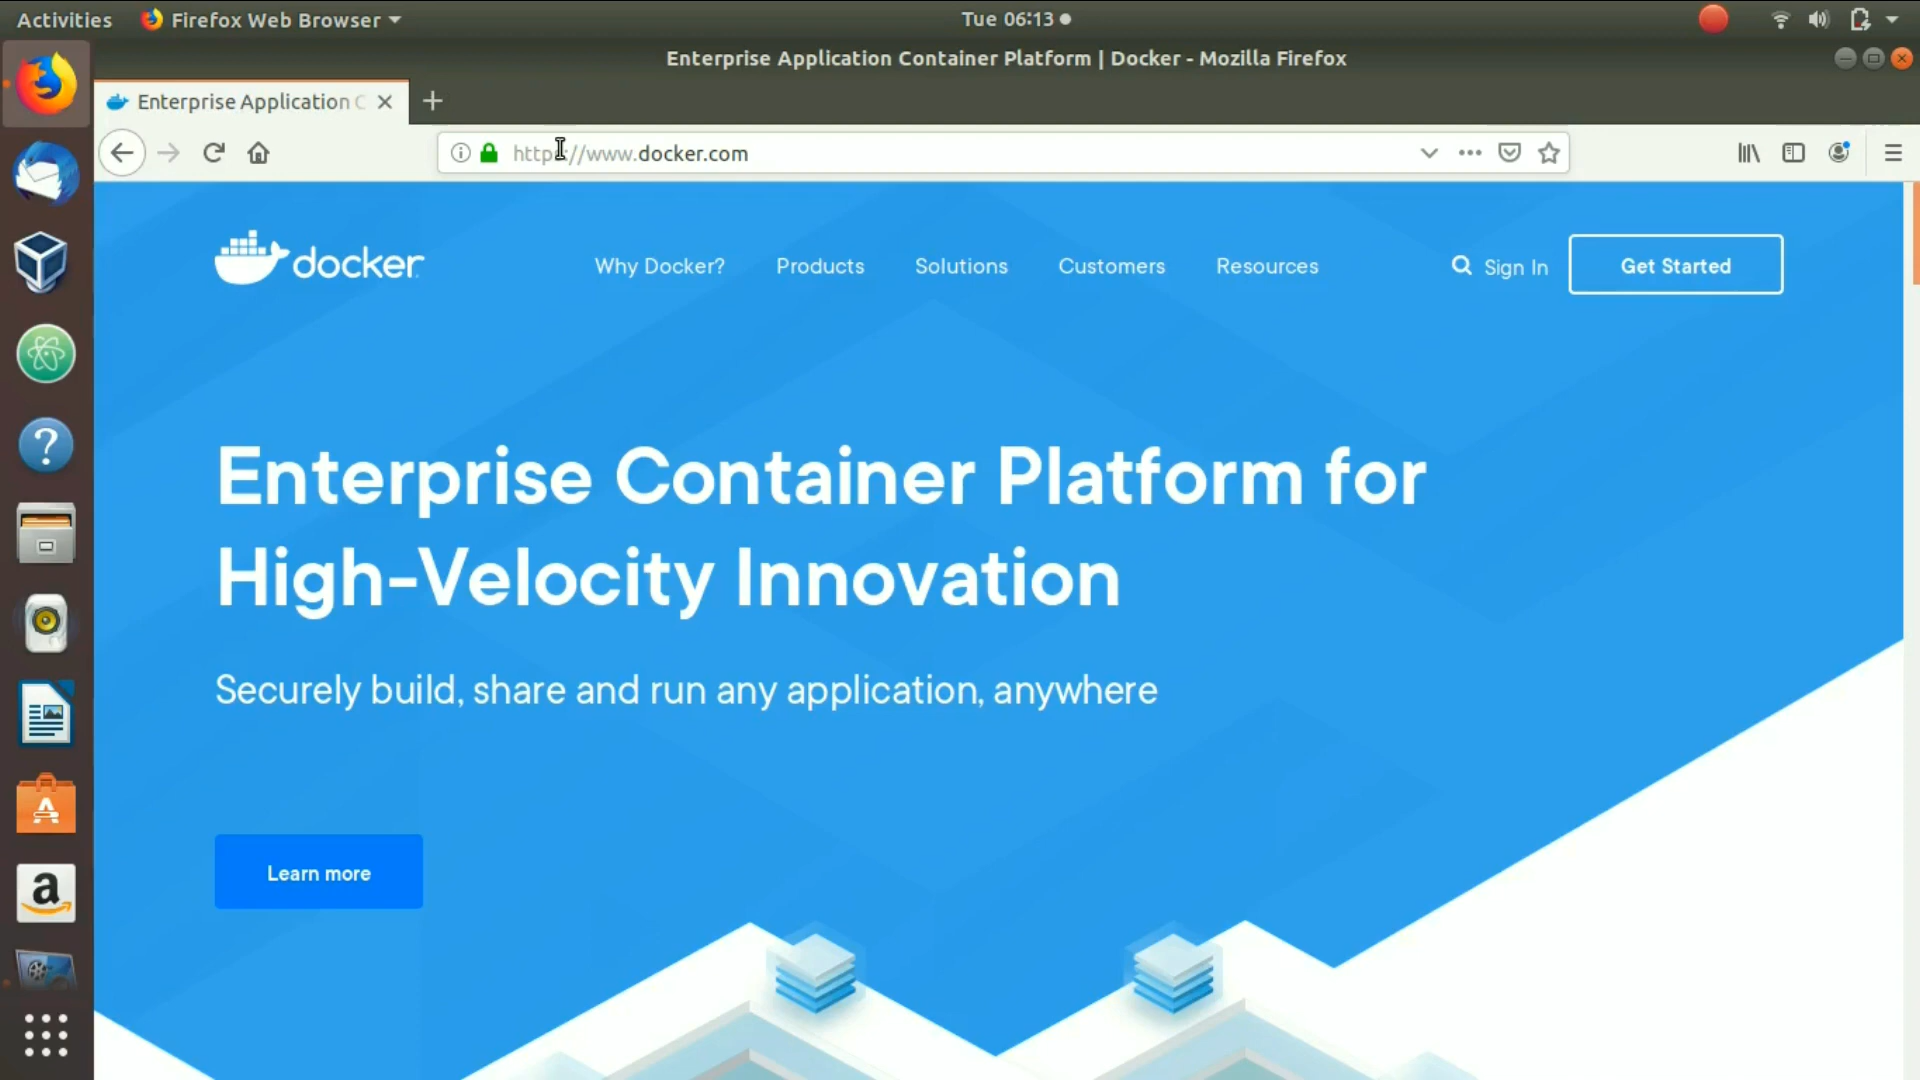 Activities
Firefox Web Browser
Tue 06:13
Enterprise Application Container Platform | Docker - Mozilla Firefox
Enterprise Application C
https://www.docker.com
docker
Why Docker?
Products
Solutions
Customers
Resources
Sign In
Get Started
Enterprise Container Platform for
High-Velocity Innovation
Securely build, share and run any application, anywhere
Learn more